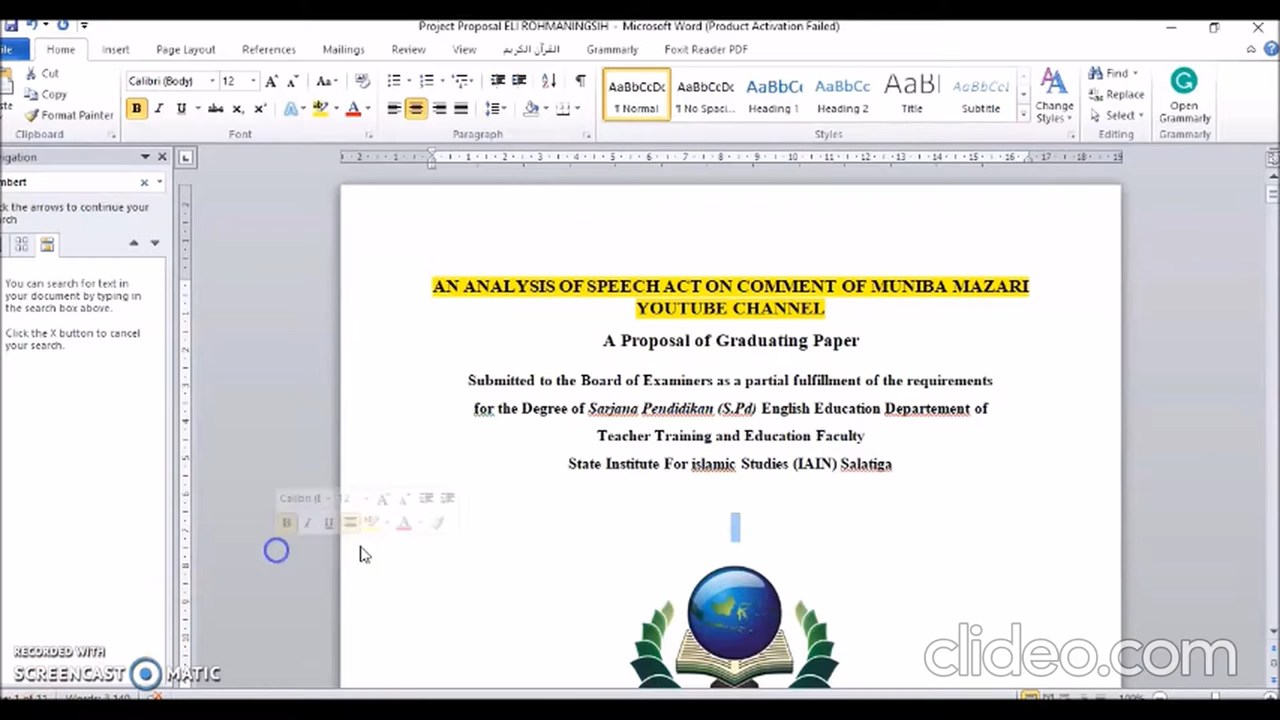 Project Proposal ELI ROHMANINGSIH - Microsoft Word (Product Activation Failed)
Home Insert Page Layout References Mailings Review View القرآن الكريم Grammarly Foxit Reader PDF
Cut
Copy
Format Painter
Clipboard
Calibri (Body) 12
Font
Paragraph
AaBbCcDc AaBbCcDc AaBbCc AaBbCc AaBl AaBbCc
¶ Normal ¶ No Spaci... Heading 1 Heading 2 Title Subtitle
Change Styles
Styles
Find
Replace
Select
Editing
Open Grammarly
Grammarly
igation
mbert
ck the arrows to continue your
rch
You can search for text in
your document by typing in
the search box above.
Click the X button to cancel
your search.
AN ANALYSIS OF SPEECH ACT ON COMMENT OF MUNIBA MAZARI
YOUTUBE CHANNEL
A Proposal of Graduating Paper
Submitted to the Board of Examiners as a partial fulfillment of the requirements
for the Degree of Sarjana Pendidikan (S.Pd) English Education Departement of
Teacher Training and Education Faculty
State Institute For islamic Studies (IAIN) Salatiga
RECORDED WITH
SCREENCAST MATIC
clideo.com